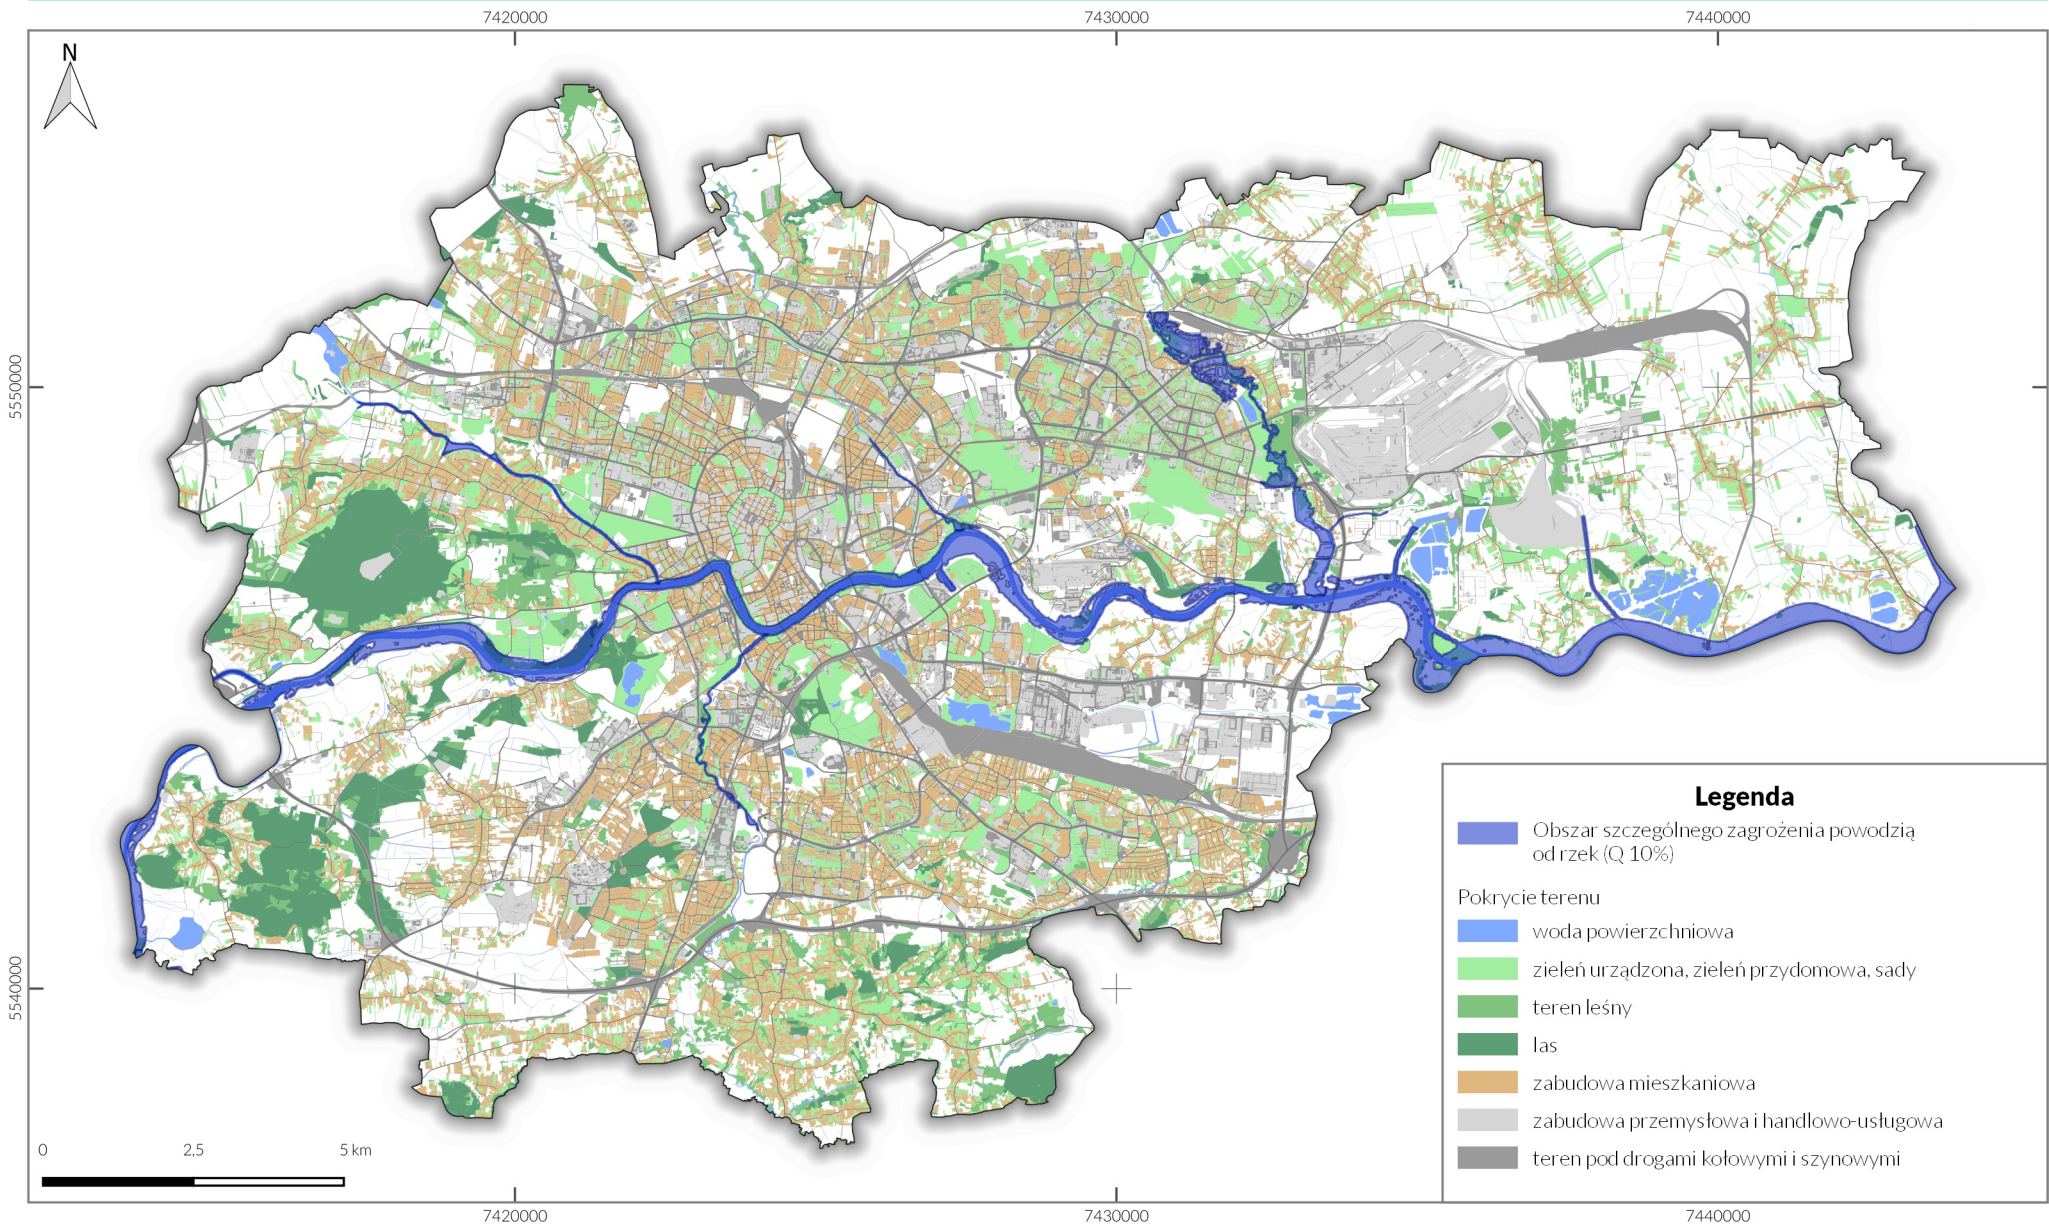 7420000
7430000
7440000
N
5550000
5540000
Legenda
Obszar szczególnego zagrożenia powodzią
od rzek (Q 10%)
Pokrycie terenu
woda powierzchniowa
zieleń urządzona, zieleń przydomowa, sady
teren leśny
las
zabudowa mieszkaniowa
zabudowa przemysłowa i handlowo-usługowa
teren pod drogami kołowymi i szynowymi
0 2,5 5 km
7420000
7430000
7440000